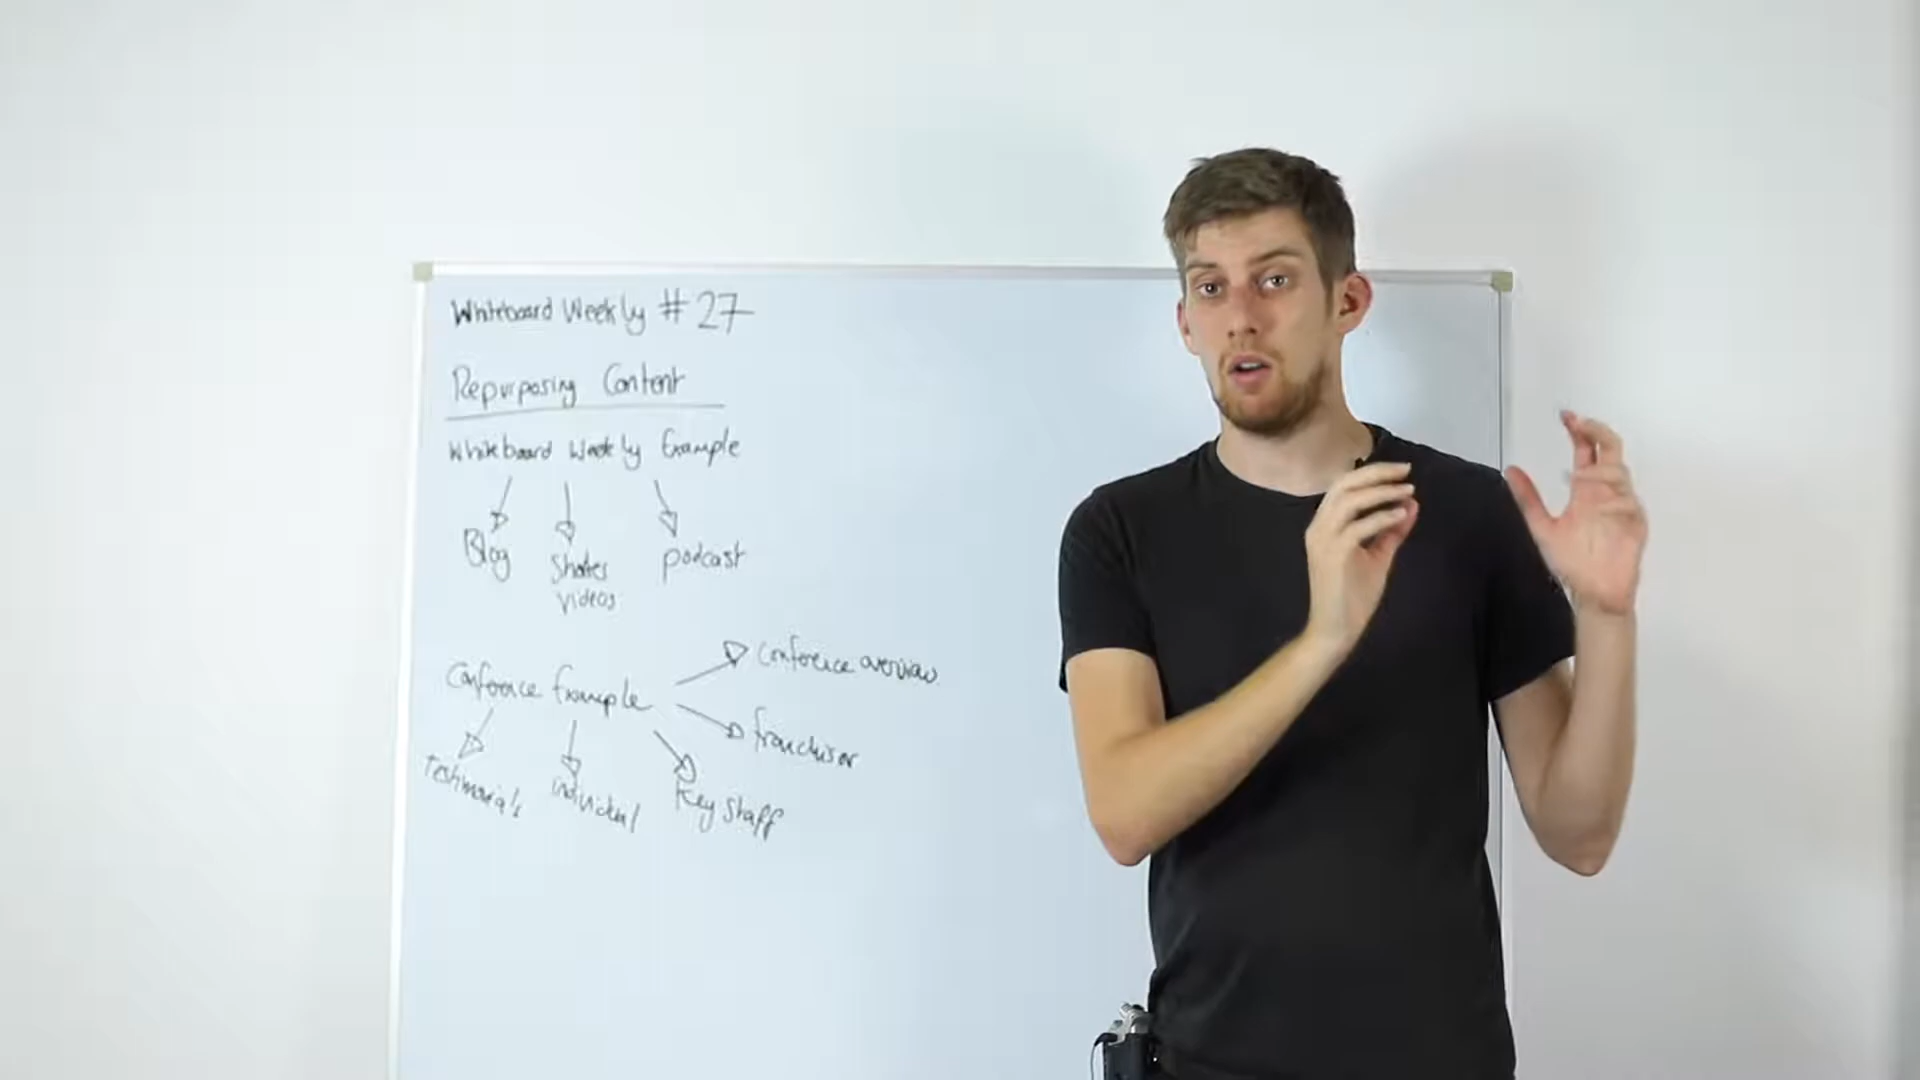 Whiteboard Weekly #27
Repurposing Content
Whiteboard Weekly Example
Blog
videos
podcast
Conference Example
Conference overview
franchisor
Key staff
individual
Testimonials